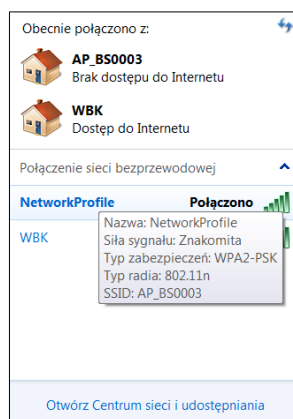 Obecnie połączono z:
AP_BS0003
Brak dostępu do Internetu
WBK
Dostęp do Internetu
Połączenie sieci bezprzewodowej
NetworkProfile Połączono
WBK
Nazwa: NetworkProfile
Siła sygnału: Znakomita
Typ zabezpieczeń: WPA2-PSK
Typ radia: 802.11n
SSID: AP_BS0003
Otwórz Centrum sieci i udostępniania